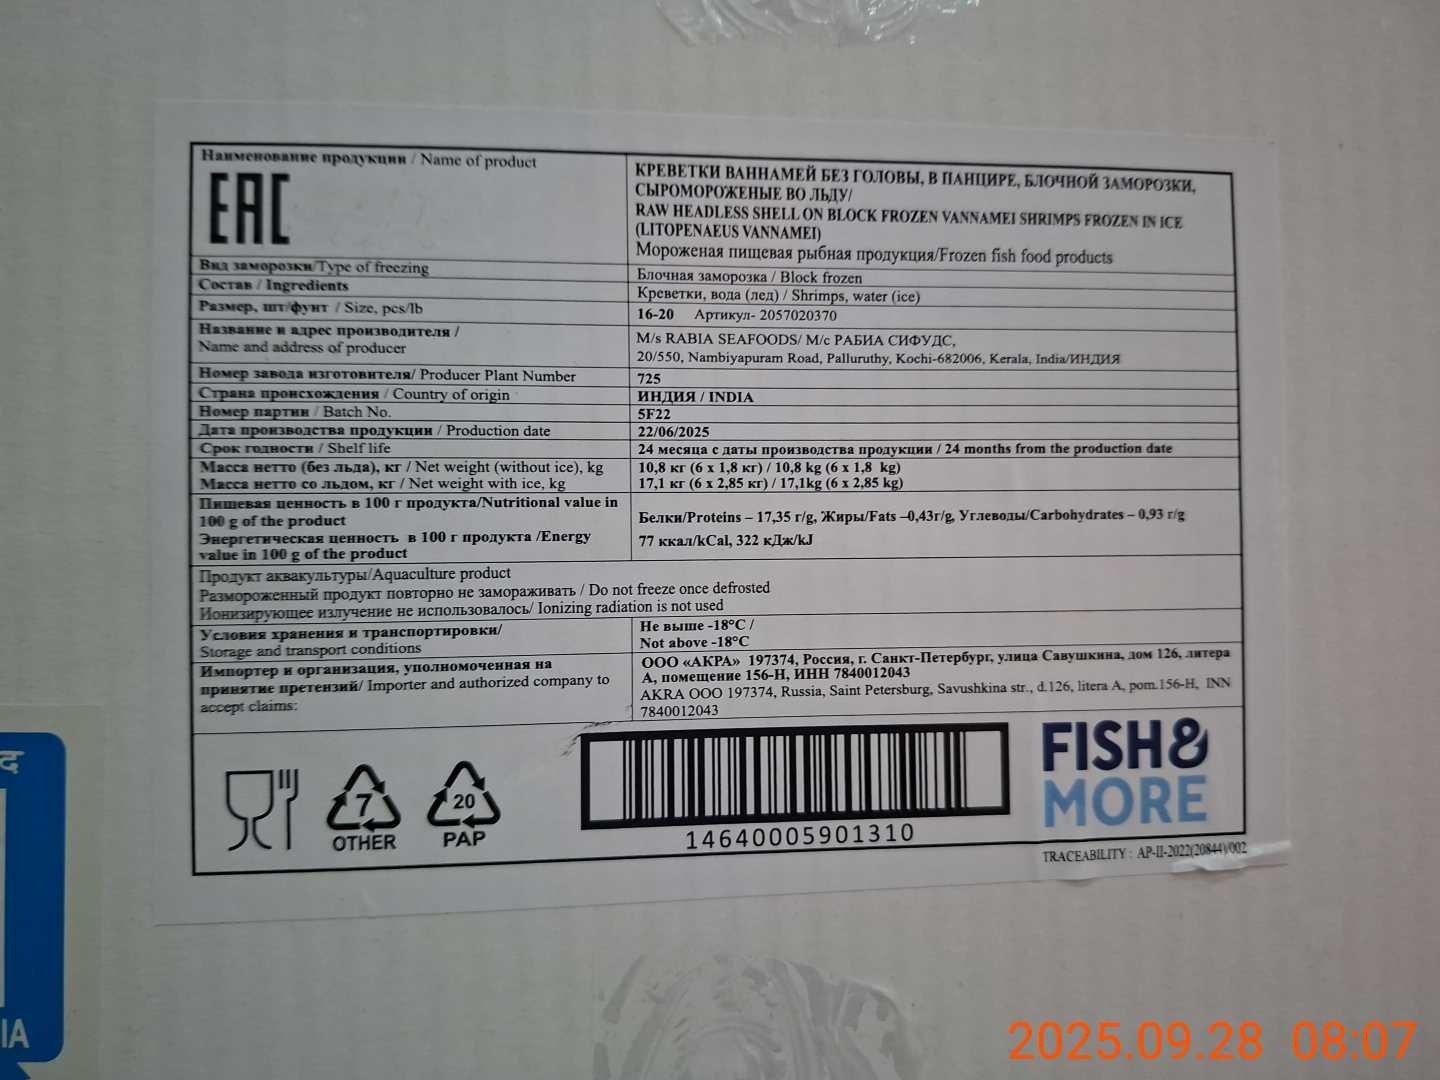 Наименование продукции / Name of product
EAC
КРЕВЕТКИ ВАННАМЕЙ БЕЗ ГОЛОВЫ, В ПАНЦИРЕ, БЛОЧНОЙ ЗАМОРОЗКИ,
СЫРОМОРОЖЕНЫЕ ВО ЛЬДУ/
RAW HEADLESS SHELL ON BLOCK FROZEN VANNAMEI SHRIMPS FROZEN IN ICE
(LITOPENAEUS VANNAMEI)
Мороженая пищевая рыбная продукция/Frozen fish food products
Вид заморозки/Type of freezing
Блочная заморозка / Block frozen
Состав / Ingredients
Креветки, вода (лед) / Shrimps, water (ice)
Размер, шт/фунт / Size, pcs/lb
16-20 Артикул- 2057020370
Название и адрес производителя /
Name and address of producer
M/s RABIA SEAFOODS/ М/с РАБИА СИФУДС,
20/550, Nambiyapuram Road, Palluruthy, Kochi-682006, Kerala, India/ИНДИЯ
Номер завода изготовителя/ Producer Plant Number
725
Страна происхождения / Country of origin
ИНДИЯ / INDIA
Номер партии / Batch No.
5F22
Дата производства продукции / Production date
22/06/2025
Срок годности / Shelf life
24 месяца с даты производства продукции / 24 months from the production date
Масса нетто (без льда), кг / Net weight (without ice), kg
10,8 кг (6 х 1,8 кг) / 10,8 kg (6 x 1,8 kg)
Масса нетто со льдом, кг / Net weight with ice, kg
17,1 кг (6 х 2,85 кг) / 17,1kg (6 x 2,85 kg)
Пищевая ценность в 100 г продукта/Nutritional value in
100 g of the product
Белки/Proteins – 17,35 г/g, Жиры/Fats –0,43г/g, Углеводы/Carbohydrates – 0,93 г/g
Энергетическая ценность в 100 г продукта /Energy
value in 100 g of the product
77 ккал/kCal, 322 кДж/kJ
Продукт аквакультуры/Aquaculture product
Размороженный продукт повторно не замораживать / Do not freeze once defrosted
Ионизирующее излучение не использовалось/ Ionizing radiation is not used
Условия хранения и транспортировки/
Storage and transport conditions
Не выше -18°C /
Not above -18°C
Импортер и организация, уполномоченная на
принятие претензий/ Importer and authorized company to
accept claims:
ООО «АКРА» 197374, Россия, г. Санкт-Петербург, улица Савушкина, дом 126, литера
А, помещение 156-Н, ИНН 7840012043
AKRA OOO 197374, Russia, Saint Petersburg, Savushkina str., d.126, litera A, pom.156-H, INN
7840012043
7
OTHER
20
PAP
14640005901310
FISH&
MORE
TRACEABILITY : AP-II-2022(20844)/002
द
IA
2025.09.28 08:07